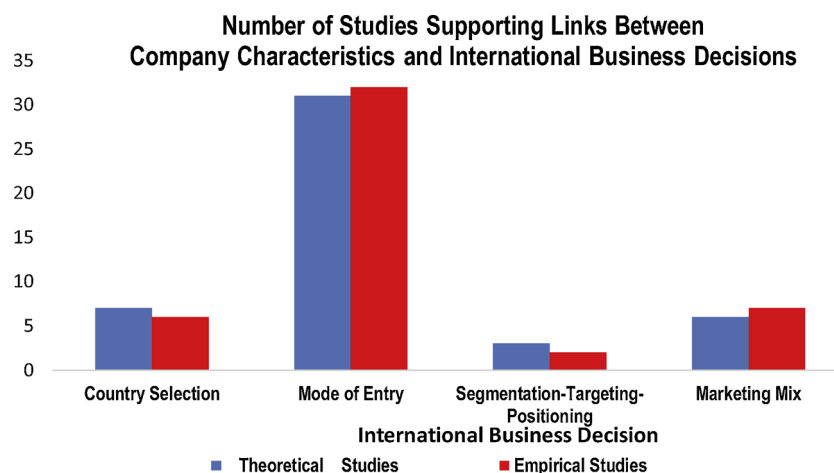 Number of Studies Supporting Links Between
Company Characteristics and International Business Decisions
35
30
25
20
15
10
5
0
Country Selection
Mode of Entry
Segmentation-Targeting-
Positioning
Marketing Mix
International Business Decision
Theoretical Studies
Empirical Studies